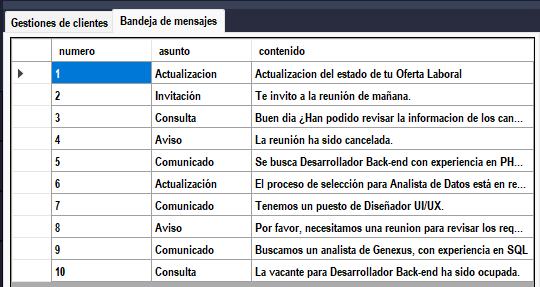 Gestiones de clientes Bandeja de mensajes
numero asunto contenido
1 Actualizacion Actualizacion del estado de tu Oferta Laboral
2 Invitación Te invito a la reunión de mañana.
3 Consulta Buen dia ¿Han podido revisar la informacion de los can...
4 Aviso La reunión ha sido cancelada.
5 Comunicado Se busca Desarrollador Back-end con experiencia en PH...
6 Actualización El proceso de selección para Analista de Datos está en re...
7 Comunicado Tenemos un puesto de Diseñador UI/UX.
8 Aviso Por favor, necesitamos una reunion para revisar los req...
9 Comunicado Buscamos un analista de Genexus, con experiencia en SQL
10 Consulta La vacante para Desarrollador Back-end ha sido ocupada.